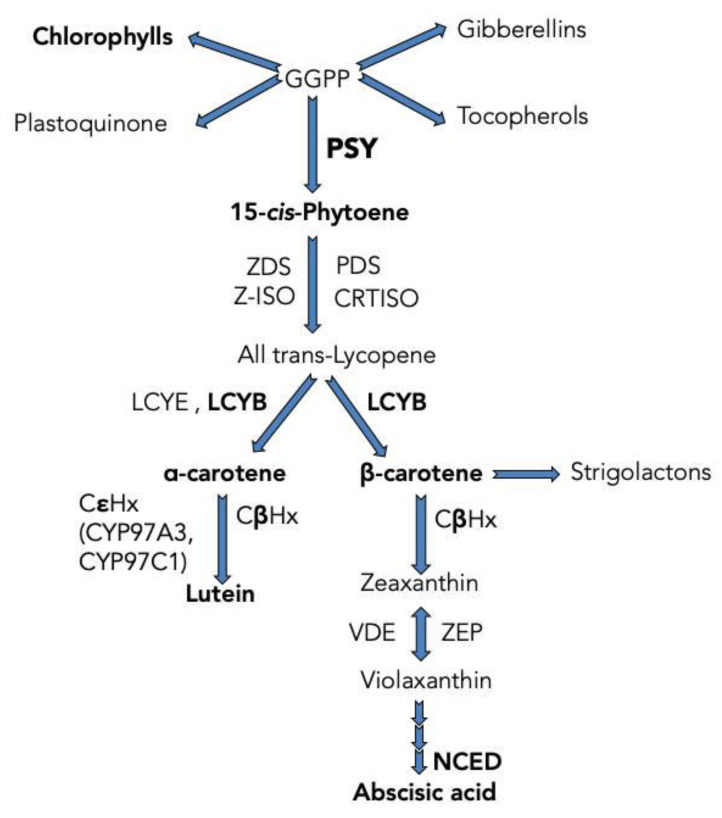 Chlorophylls
Gibberellins
GGPP
Plastoquinone
Tocopherols
PSY
15-cis-Phytoene
ZDS
PDS
Z-ISO
CRTISO
All trans-Lycopene
LCYE , LCYB
LCYB
α-carotene
β-carotene
Strigolactons
CεHx
(CYP97A3,
CYP97C1)
CβHx
CβHx
Lutein
Zeaxanthin
VDE
ZEP
Violaxanthin
NCED
Abscisic acid